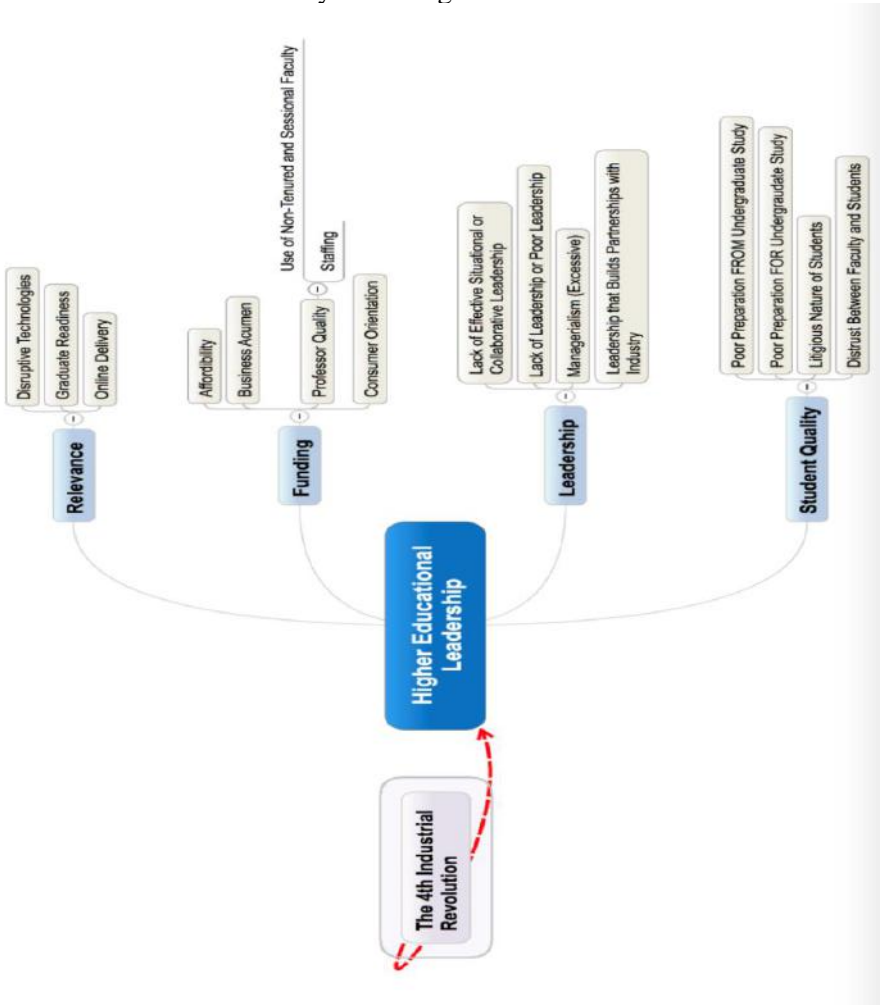 The 4th Industrial
Revolution
Higher Educational
Leadership
Relevance
Disruptive Technologies
Graduate Readiness
Online Delivery
Funding
Affordibility
Business Acumen
Professor Quality
Staffing
Use of Non-Tenured and Sessional Faculty
Consumer Orientation
Leadership
Lack of Effective Situational or
Collaborative Leadership
Lack of Leadership or Poor Leadership
Managerialism (Excessive)
Leadership that Builds Partnerships with
Industry
Student Quality
Poor Preparation FROM Undergraduate Study
Poor Preparation FOR Undergraudate Study
Litigious Nature of Students
Distrust Between Faculty and Students